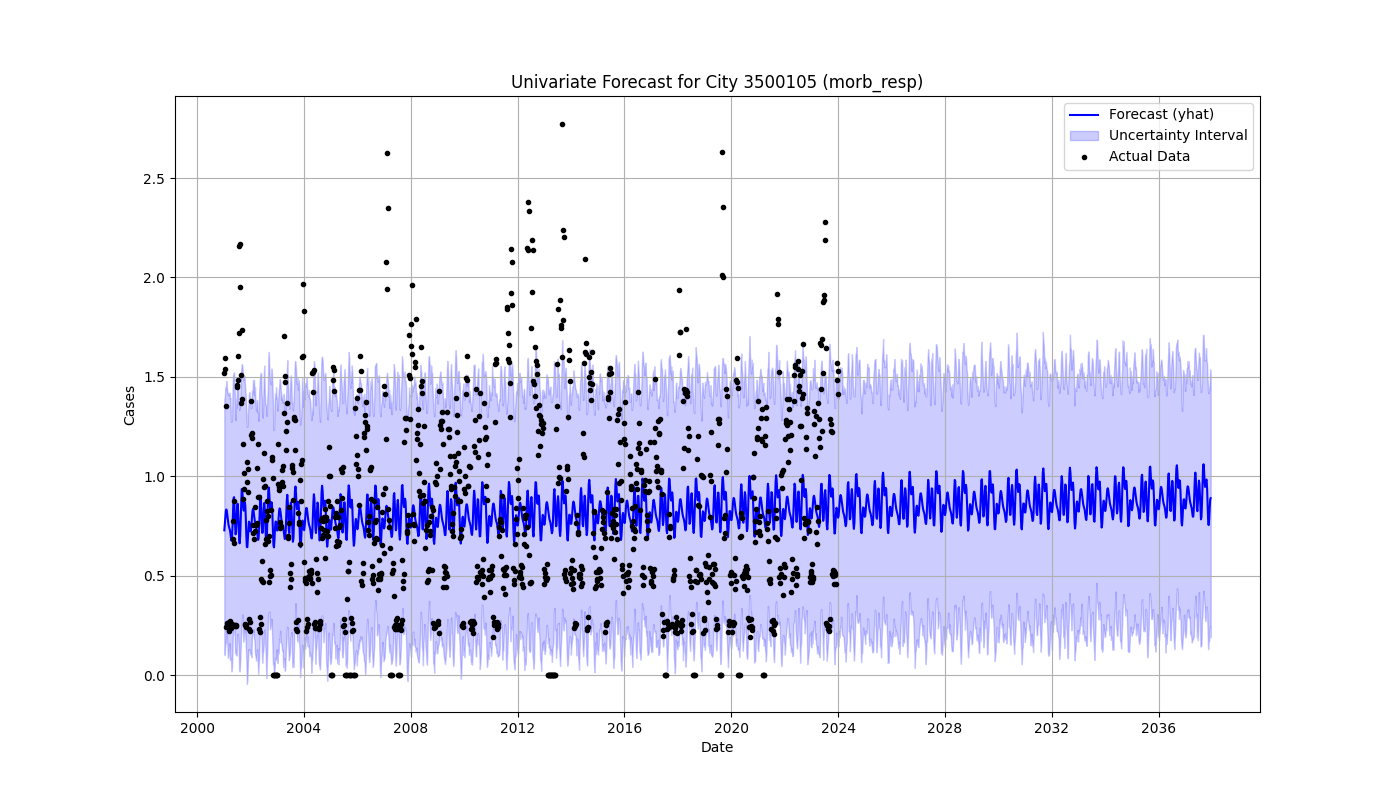 Univariate Forecast for City 3500105 (morb_resp)
Forecast (yhat)
Uncertainty Interval
Actual Data
Cases
2.5
2.0
1.5
1.0
0.5
0.0
2000 2004 2008 2012 2016 2020 2024 2028 2032 2036
Date